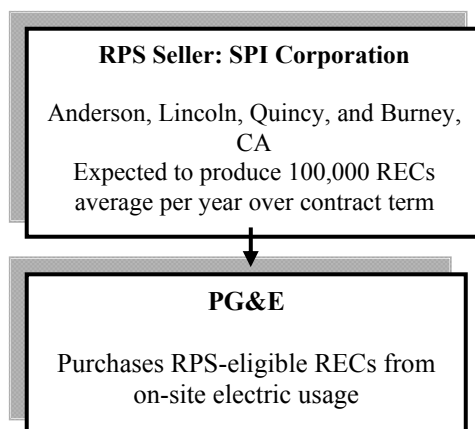 RPS Seller: SPI Corporation
Anderson, Lincoln, Quincy, and Burney,
CA
Expected to produce 100,000 RECs
average per year over contract term
PG&E
Purchases RPS-eligible RECs from
on-site electric usage